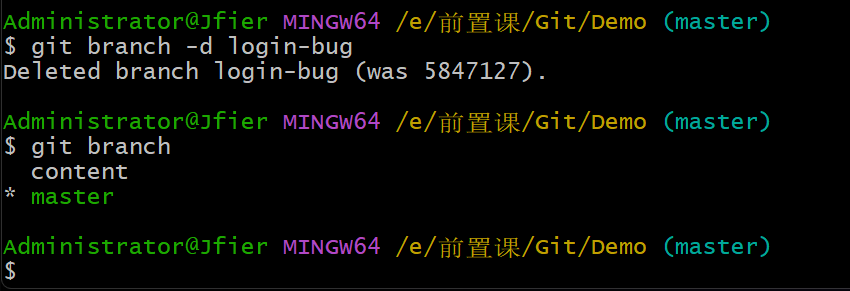 Administrator@Jfier MINGW64 /e/前置课/Git/Demo (master)
$ git branch -d login-bug
Deleted branch login-bug (was 5847127).
Administrator@Jfier MINGW64 /e/前置课/Git/Demo (master)
$ git branch
  content
* master
Administrator@Jfier MINGW64 /e/前置课/Git/Demo (master)
$